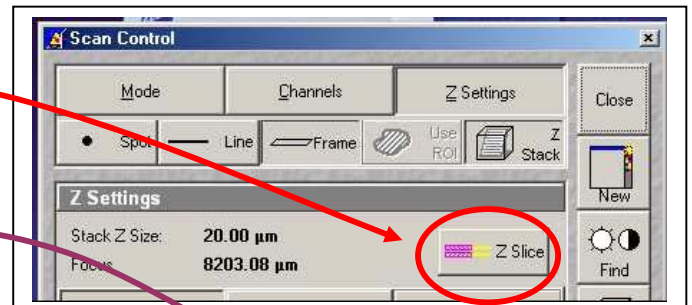 Scan Control
Mode Channels Z Settings Close
Spot Line Frame Use ROI Z Stack
New
Z Settings
Stack Z Size: 20.00 µm
Focus 8203.08 µm
Z Slice
Find